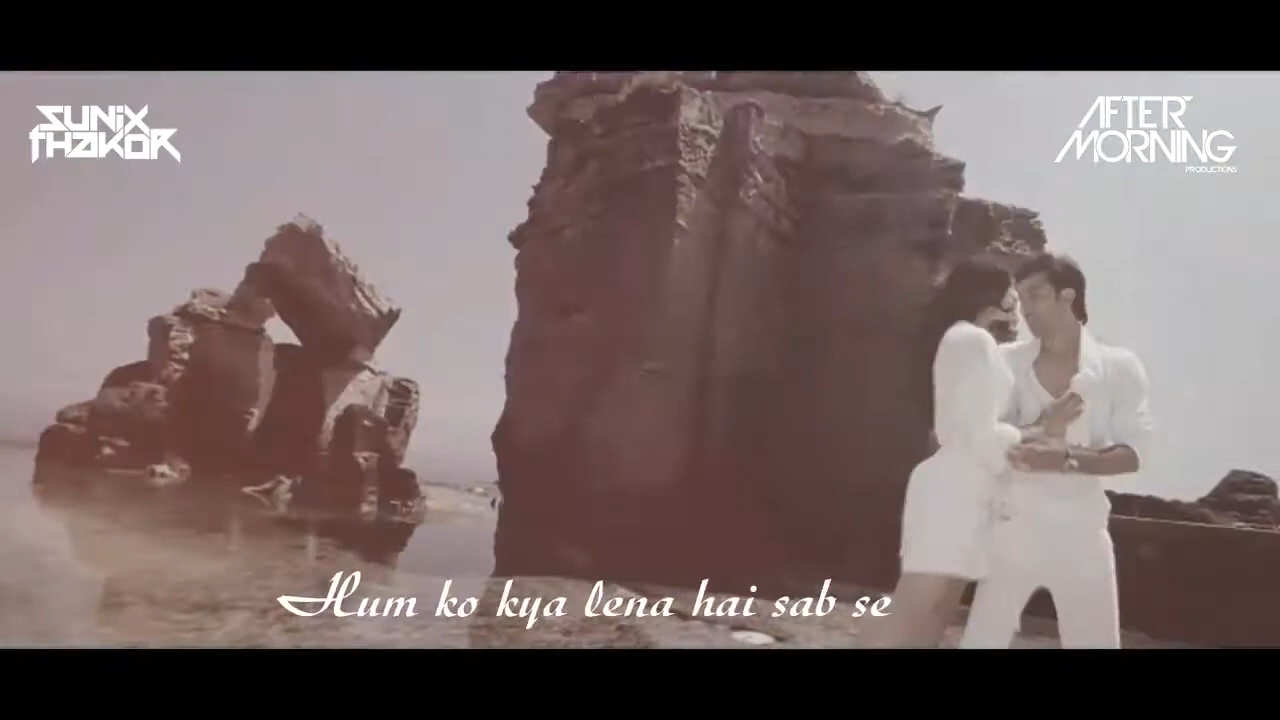 SUNIX
THAKOR
AFTER
MORNING
PRODUCTIONS
Hum ko kya lena hai sab se